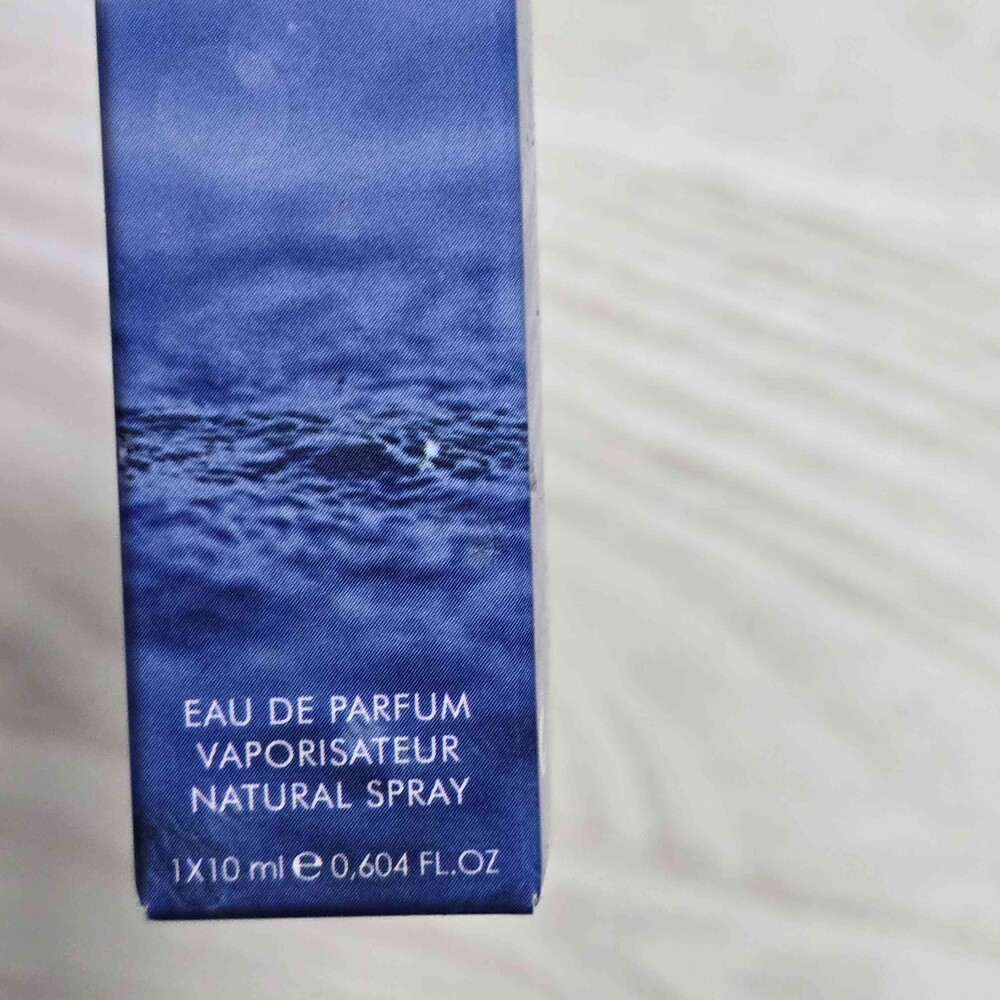 EAU DE PARFUM
VAPORISATEUR
NATURAL SPRAY
1X10 ml ℮ 0,604 FL.OZ